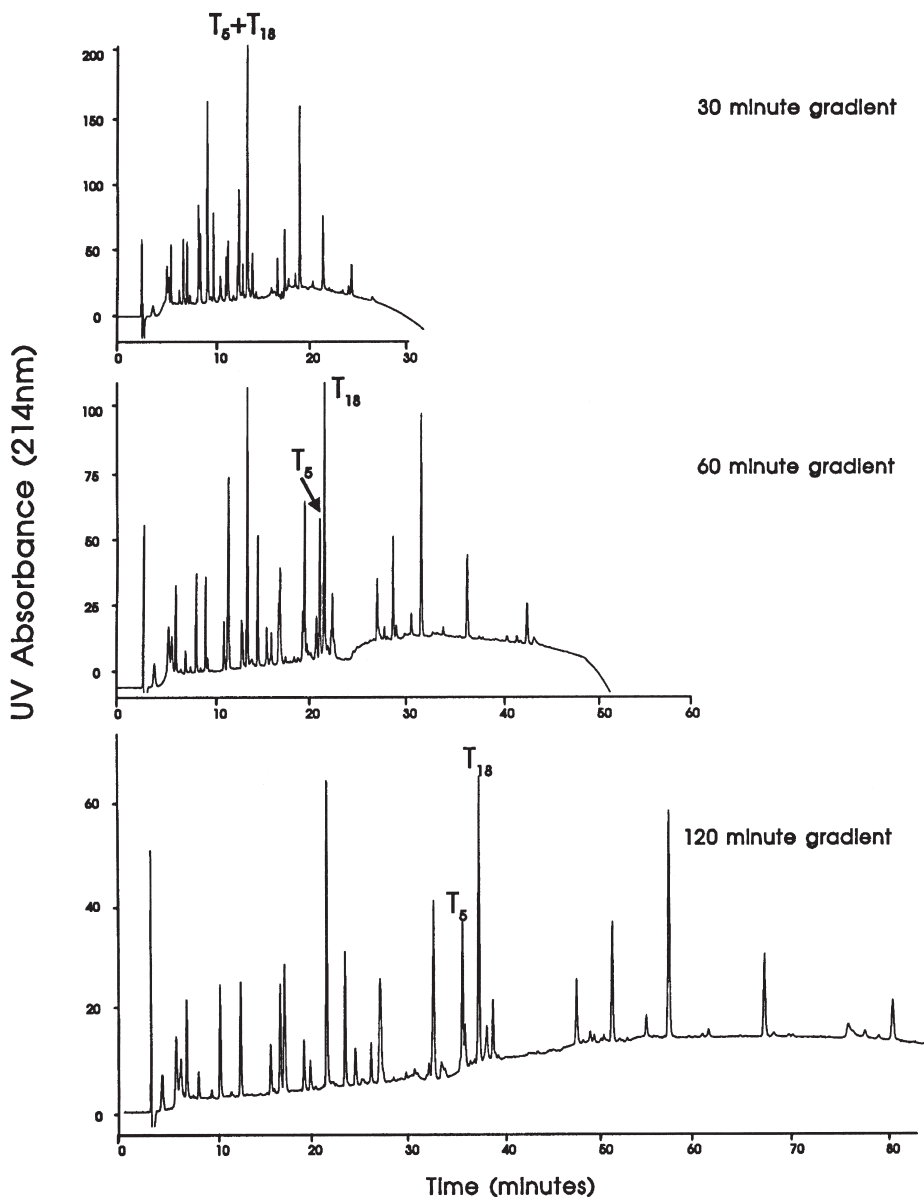 T5+T18
200
150
100
50
0
30 minute gradient
0 10 20 30
UV Absorbance (214nm)
100
75
50
25
0
T18
T5
60 minute gradient
0 10 20 30 40 50 60
60
40
20
0
T18
T5
120 minute gradient
0 10 20 30 40 50 60 70 80
Time (minutes)